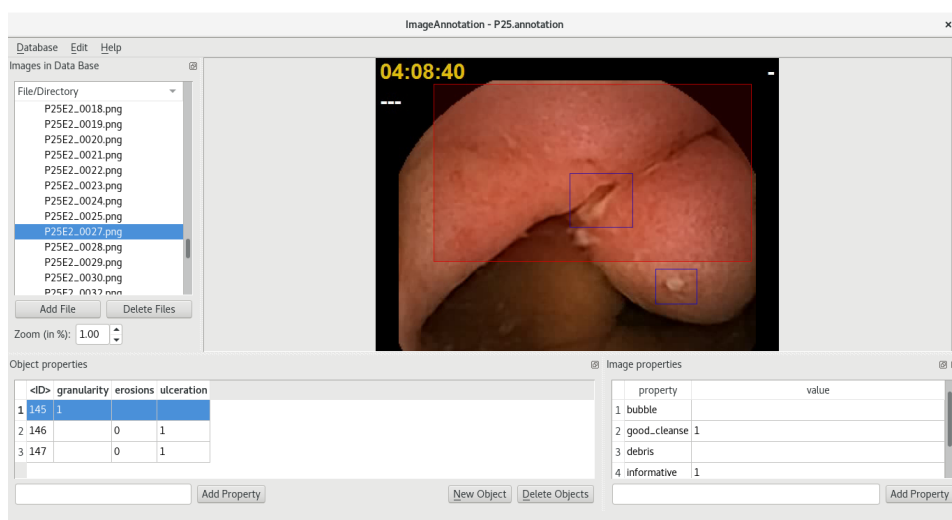 ImageAnnotation - P25.annotation ×
Database Edit Help
Images in Data Base
File/Directory
P25E2_0018.png
P25E2_0019.png
P25E2_0020.png
P25E2_0021.png
P25E2_0022.png
P25E2_0023.png
P25E2_0024.png
P25E2_0025.png
P25E2_0027.png
P25E2_0028.png
P25E2_0029.png
P25E2_0030.png
P25E2_0032.png
Add File Delete Files
Zoom (in %): 1.00
04:08:40 -
---
Object properties
<ID> granularity erosions ulceration
1 145 1
2 146 0 1
3 147 0 1
Add Property New Object Delete Objects
Image properties
property value
1 bubble
2 good_cleanse 1
3 debris
4 informative 1
Add Property